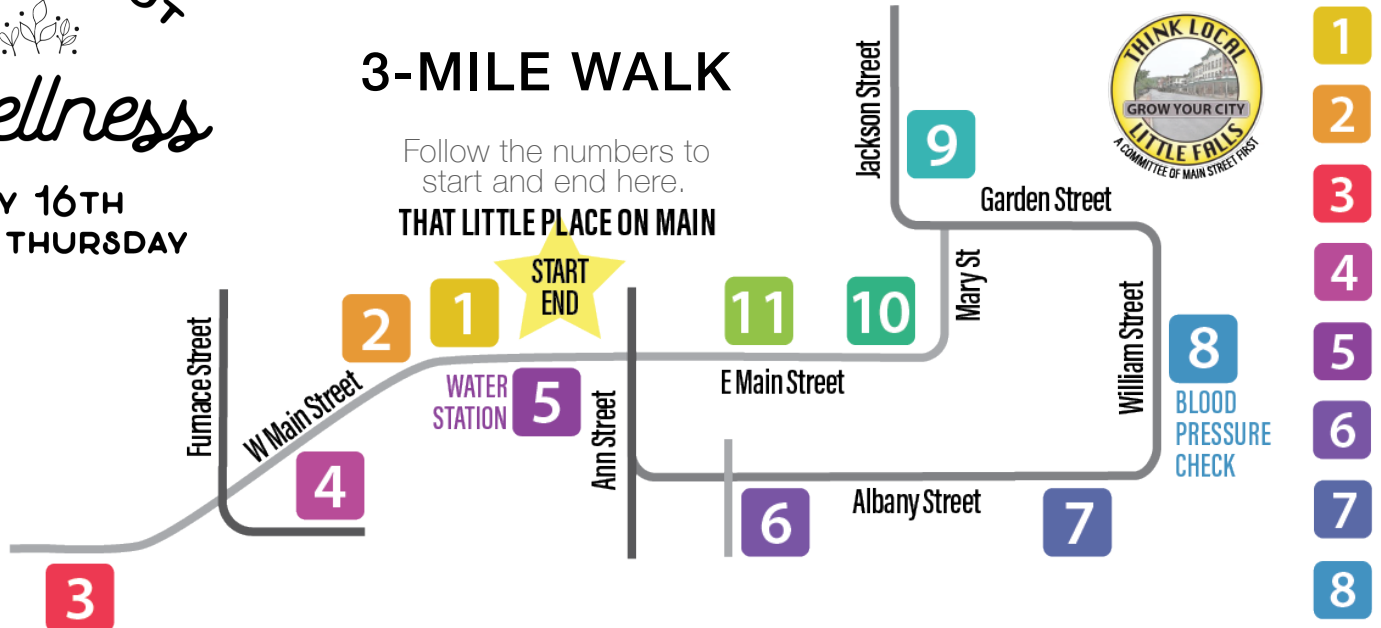 ellness
16TH
THURSDAY
3-MILE WALK
Follow the numbers to
start and end here.
THAT LITTLE PLACE ON MAIN
START
END
Jackson Street
9
Garden Street
THINK LOCAL
GROW YOUR CITY
LITTLE FALLS
A COMMITTEE OF MAIN STREET FIRST
Furnace Street
2
1
11
10
Mary St
William Street
8
BLOOD
PRESSURE
CHECK
W Main Street
WATER
STATION
5
Ann Street
E Main Street
4
6
Albany Street
7
3
1
2
3
4
5
6
7
8